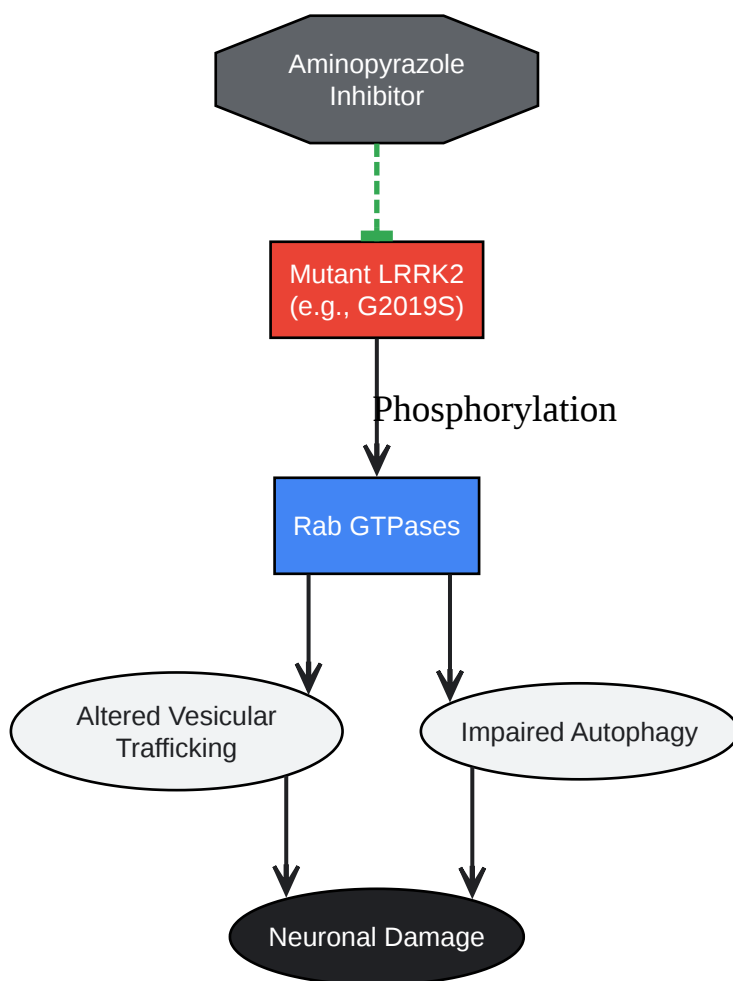 Aminopyrazole
Inhibitor
Mutant LRRK2
(e.g., G2019S)
Phosphorylation
Rab GTPases
Altered Vesicular
Trafficking
Impaired Autophagy
Neuronal Damage